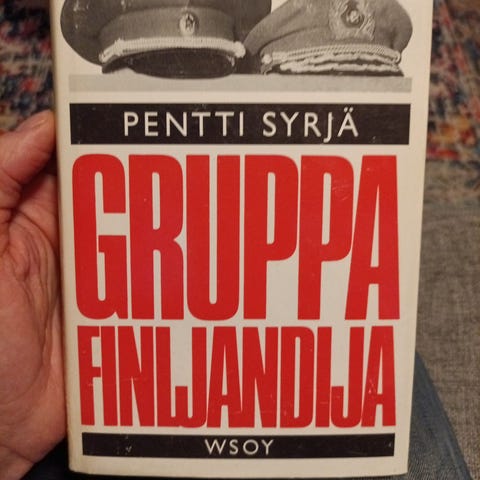 PENTTI SYRJÄ
GRUPPA
FINLJANDIJA
WSOY